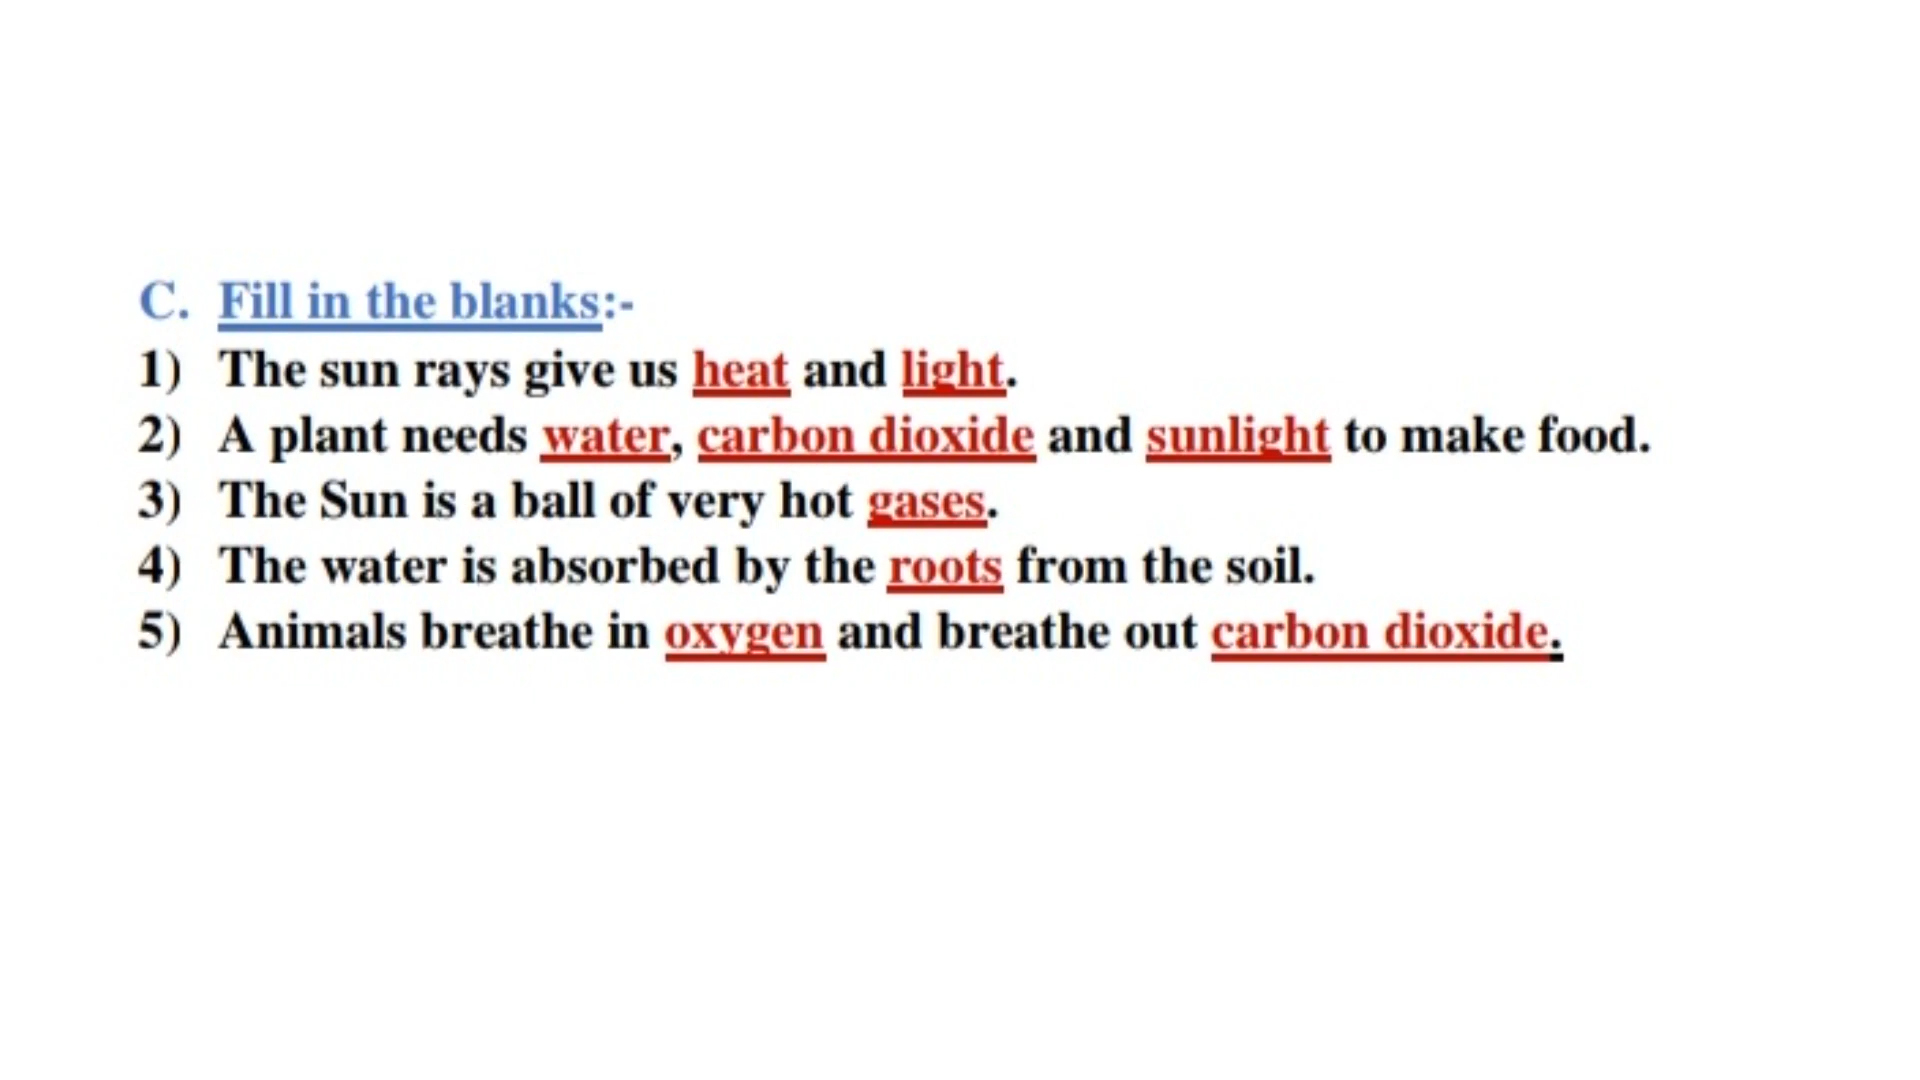 C. Fill in the blanks:-
1) The sun rays give us heat and light.
2) A plant needs water, carbon dioxide and sunlight to make food.
3) The Sun is a ball of very hot gases.
4) The water is absorbed by the roots from the soil.
5) Animals breathe in oxygen and breathe out carbon dioxide.